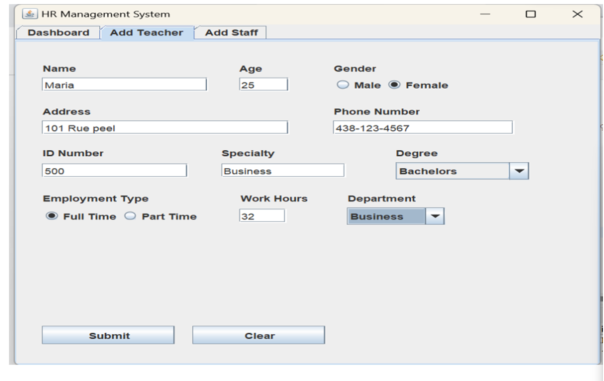 HR Management System
Dashboard Add Teacher Add Staff
Name Age Gender
Maria 25 Male Female
Address Phone Number
101 Rue peel 438-123-4567
ID Number Specialty Degree
500 Business Bachelors
Employment Type Work Hours Department
Full Time Part Time 32 Business
Submit Clear